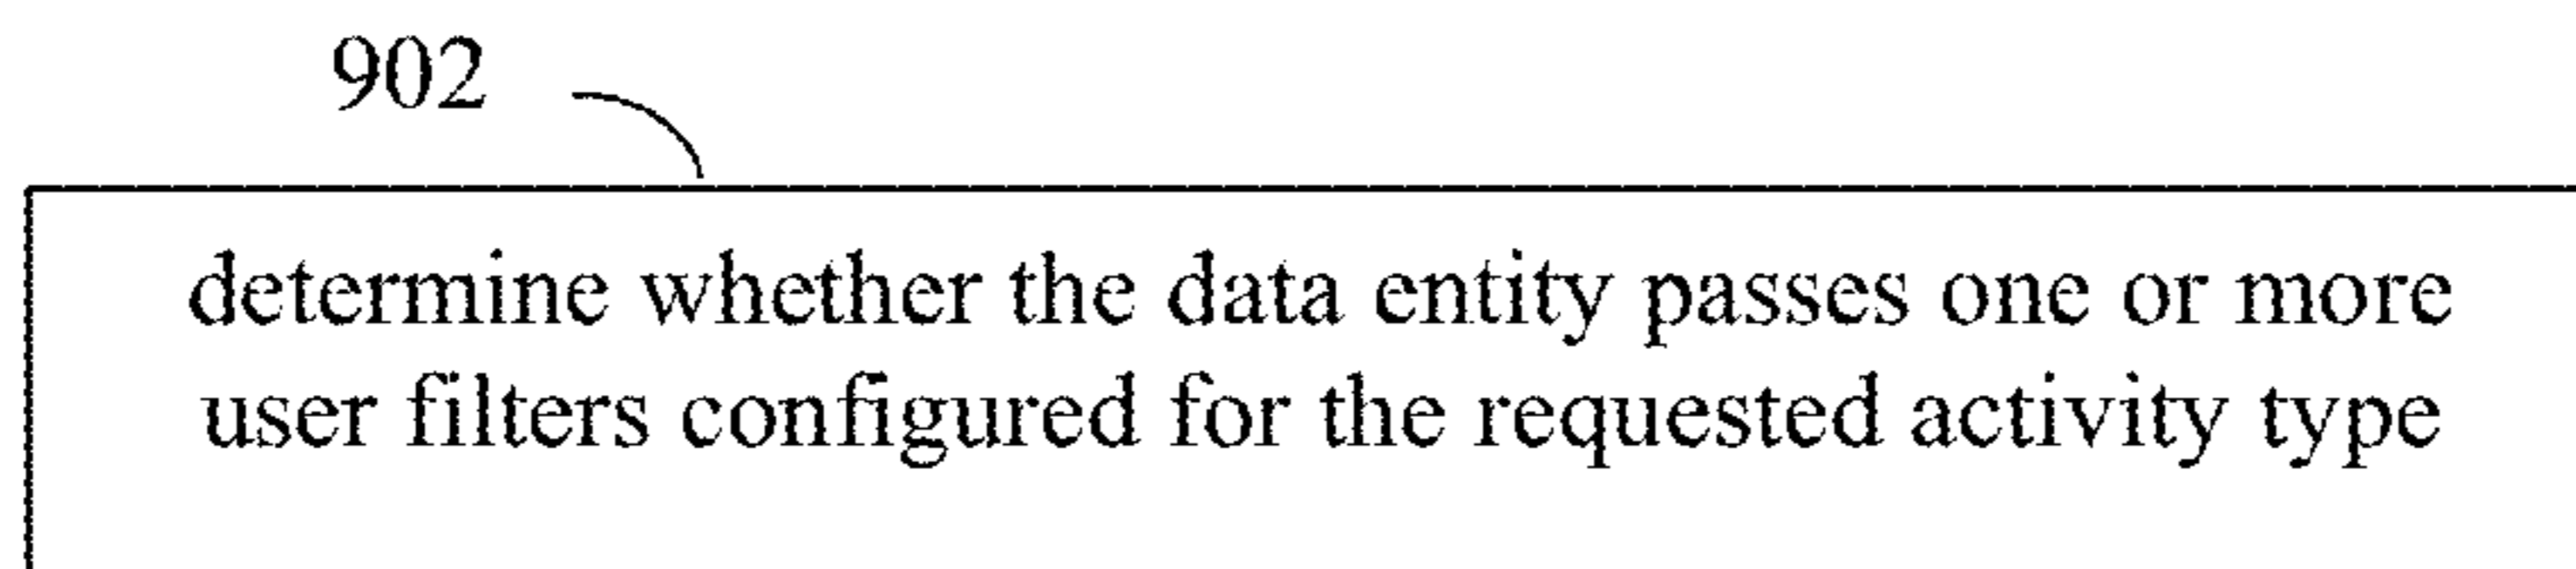 902
determine whether the data entity passes one or more
user filters configured for the requested activity type